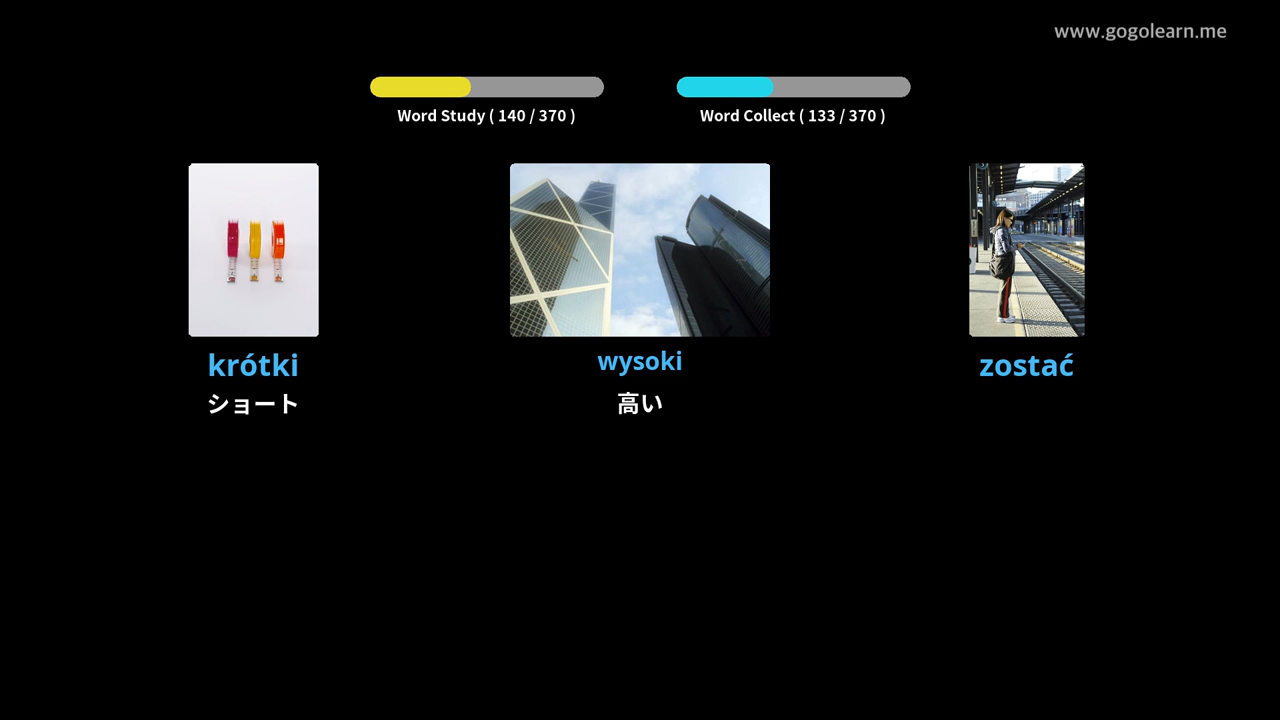 www.gogolearn.me
Word Study ( 140 / 370 )
Word Collect ( 133 / 370 )
krótki
ショート
wysoki
高い
zostać